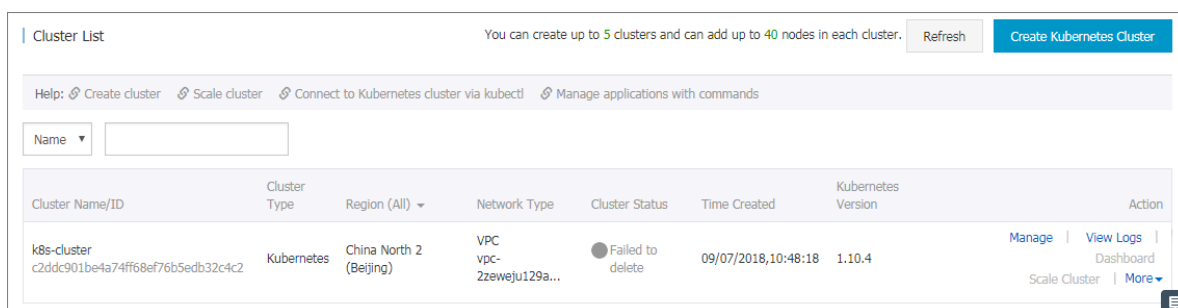 Cluster List
You can create up to 5 clusters and can add up to 40 nodes in each cluster.
Refresh
Create Kubernetes Cluster
Help: Create cluster Scale cluster Connect to Kubernetes cluster via kubectl Manage applications with commands
Name
Cluster Name/ID
Cluster
Type
Region (All)
Network Type
Cluster Status
Time Created
Kubernetes
Version
Action
k8s-cluster
c2ddc901be4a74ff68ef76b5edb32c4c2
Kubernetes
China North 2
(Beijing)
VPC
vpc-
2zeweju129a...
Failed to
delete
09/07/2018,10:48:18
1.10.4
Manage | View Logs |
Dashboard
Scale Cluster | More